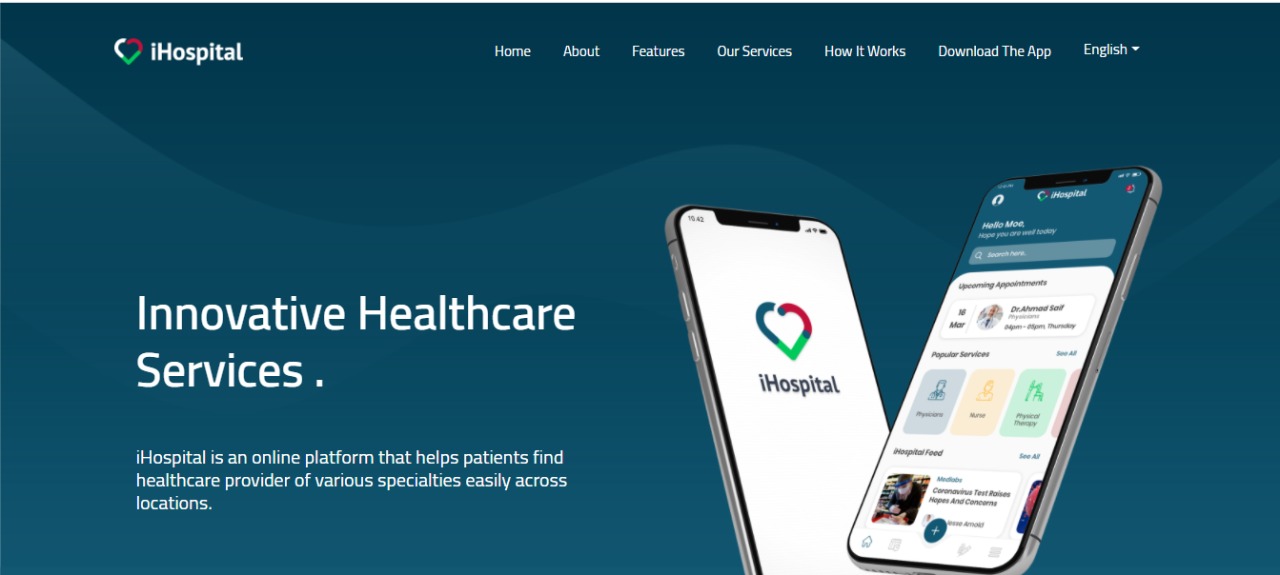 iHospital
Home
About
Features
Our Services
How It Works
Download The App
English
Innovative Healthcare
Services .
iHospital is an online platform that helps patients find
healthcare provider of various specialties easily across
locations.
10:42
iHospital
iHospital
Hello Moe,
Hope you are well today
Search here..
Upcoming Appointments
16
Mar
Dr.Ahmad Saif
Physicians
04pm - 05pm, Thursday
Popular Services
See All
Physicians
Nurse
Physical
Therapy
iHospital Food
See All
Medlabs
Coronavirus Test Raises
Hopes And Concerns
Jesse Arnold